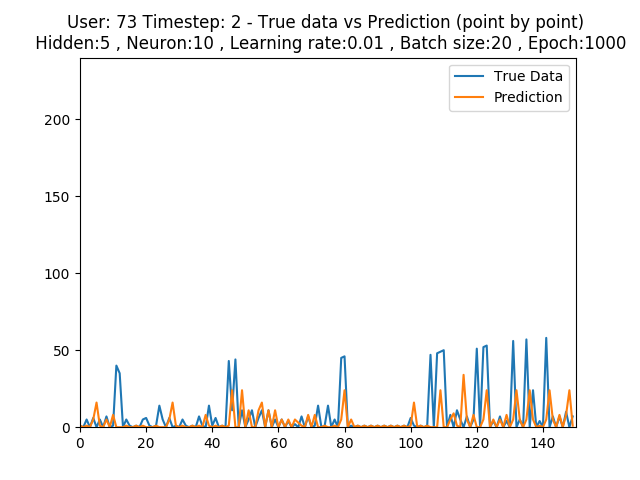 User: 73 Timestep: 2 - True data vs Prediction (point by point)
Hidden:5 , Neuron:10 , Learning rate:0.01 , Batch size:20 , Epoch:1000
True Data
Prediction
200
150
100
50
0
0 20 40 60 80 100 120 140